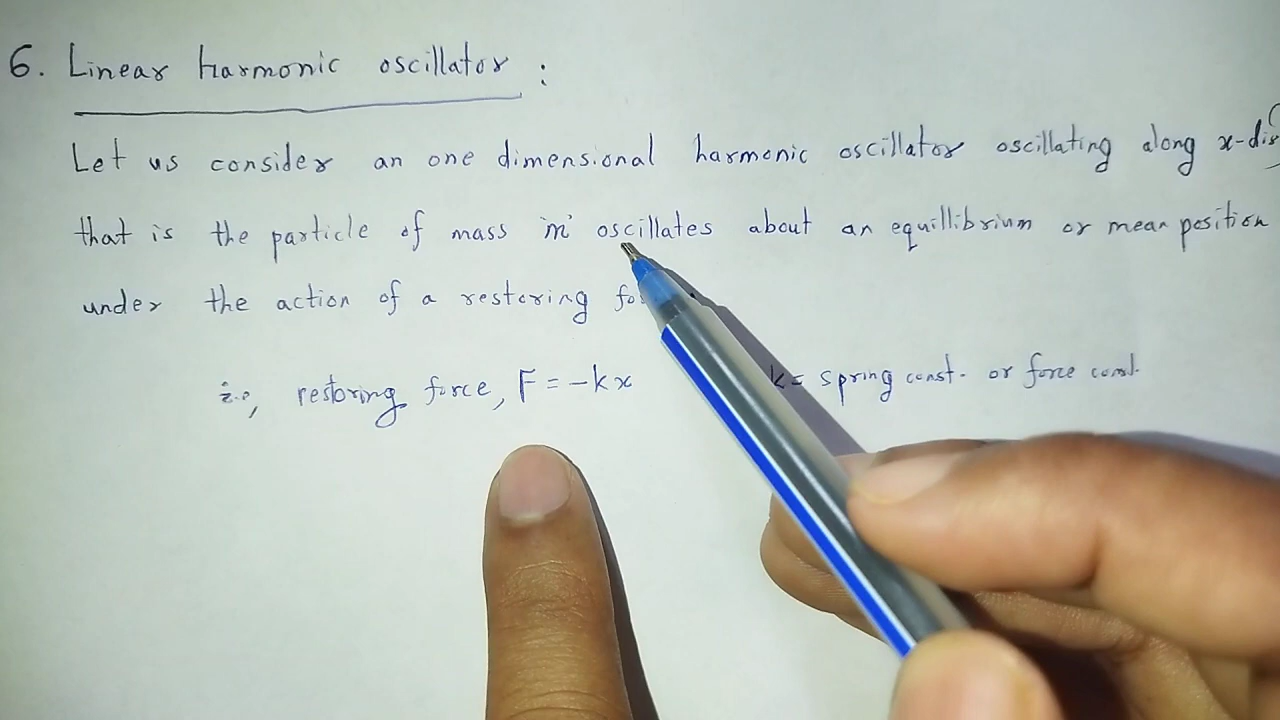 6. Linear harmonic oscillator :
Let us consider an one dimensional harmonic oscillator oscillating along
that is the particle of mass 'm' oscillates about an equillibrium or mean position
under the action of a restoring
i.e, restoring force, F = -kx k = spring const. or force const.